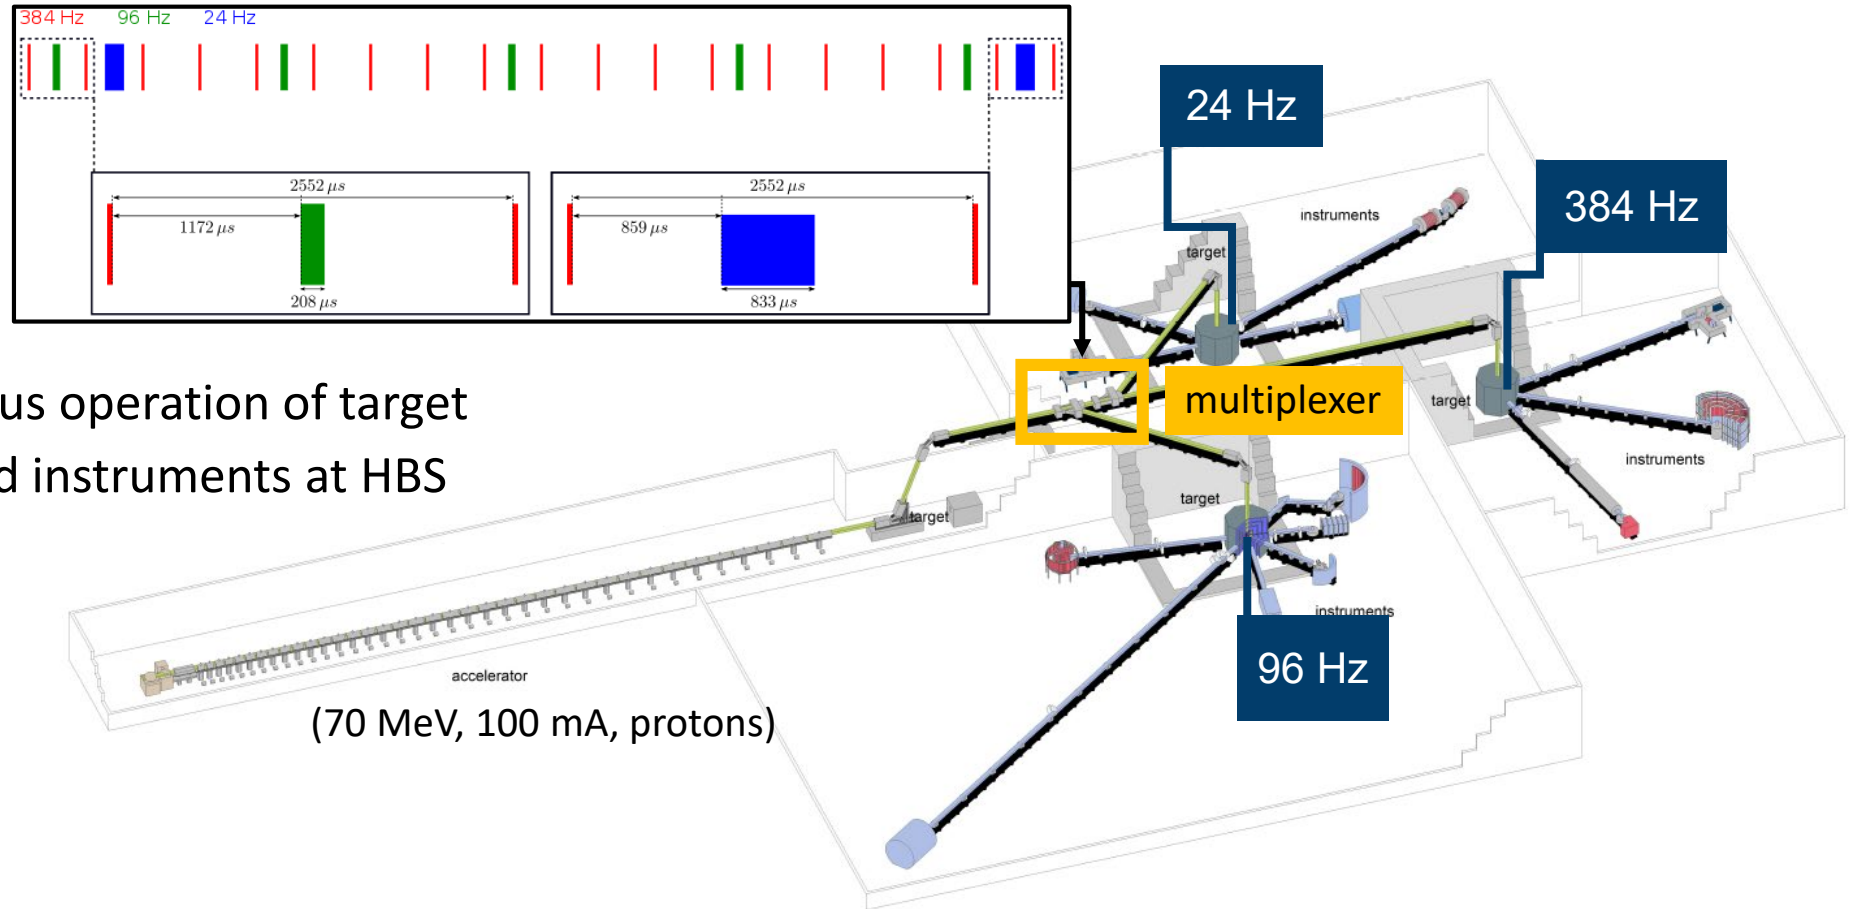 384 Hz 96 Hz 24 Hz
2552 μs
1172 μs
208 μs
2552 μs
859 μs
833 μs
24 Hz
384 Hz
instruments
target
multiplexer
target
instruments
us operation of target
d instruments at HBS
target
target
instruments
96 Hz
accelerator
(70 MeV, 100 mA, protons)